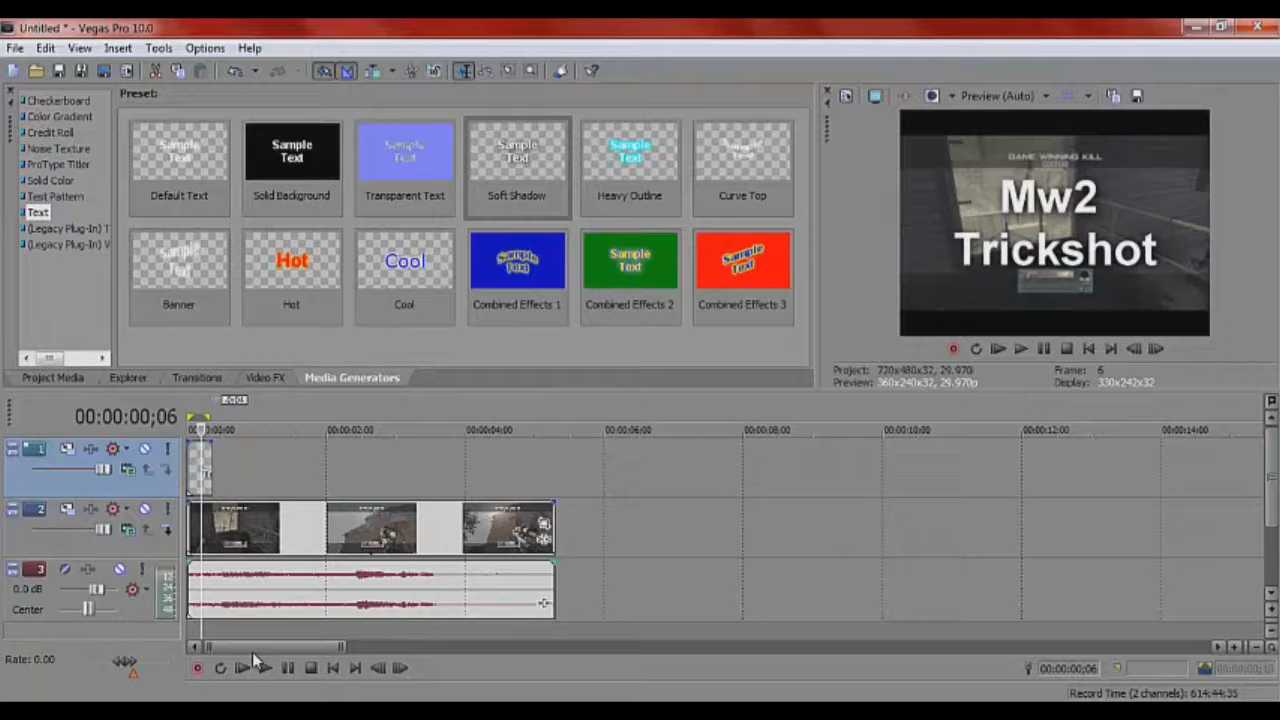 Untitled * - Vegas Pro 10.0
File Edit View Insert Tools Options Help
Preset:
Preview (Auto)
Checkerboard
Color Gradient
Credit Roll
Noise Texture
ProType Titler
Solid Color
Test Pattern
Text
(Legacy Plug-In) T
(Legacy Plug-In) V
Sample Text
Sample Text
Sample Text
Sample Text
Sample Text
Sample Text
Default Text
Solid Background
Transparent Text
Soft Shadow
Heavy Outline
Curve Top
Sample Text
Hot
Cool
Sample Text
Sample Text
Sample Text
Banner
Hot
Cool
Combined Effects 1
Combined Effects 2
Combined Effects 3
GAME WINNING KILL
Mw2
Trickshot
Project Media
Explorer
Transitions
Video FX
Media Generators
Project: 720x480x32, 29.970i
Frame: 6
Preview: 360x240x32, 29.970p
Display: 330x242x32
00:00:00;06
00:00:02;00
00:00:04;00
00:00:06;00
00:00:08;00
00:00:10;00
00:00:12;00
00:00:14;00
1
2
3
0.0 dB
Center
Rate: 0.00
00:00:00;06
Record Time (2 channels): 614:44:35